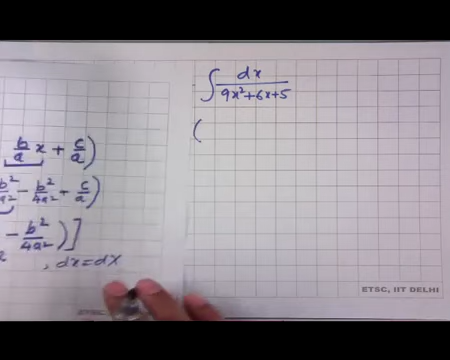 b/a x + c/a)
b²/4a² - b²/4a² + c/a)
- b²/4a²)]
, dx = dX
∫ dx/9x²+6x+5
(
ETSC, IIT DELHI